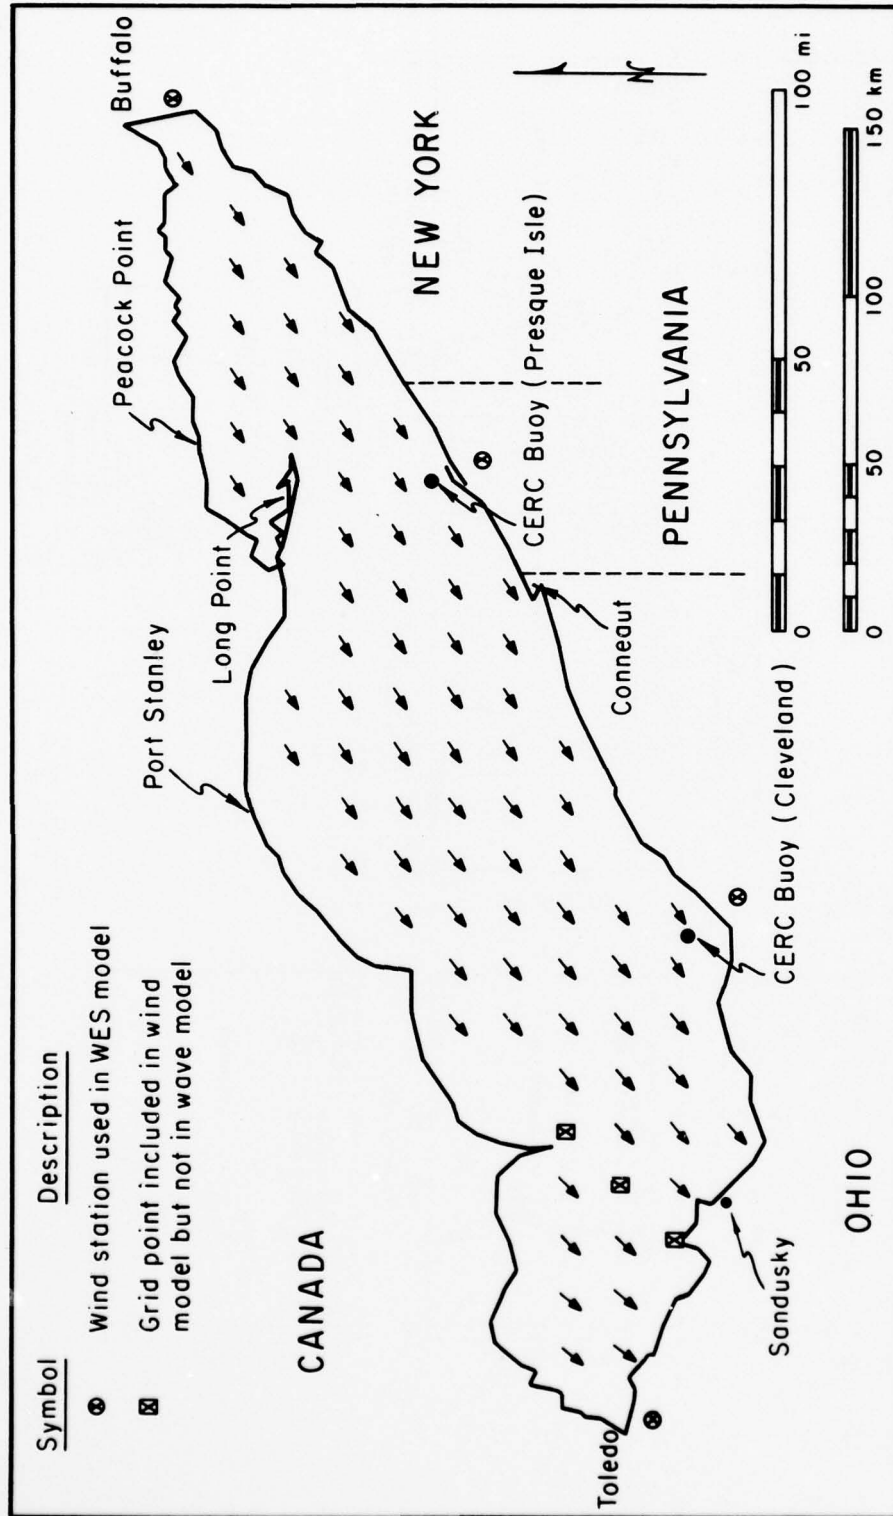 Symbol
Description
Wind station used in WES model
Grid point included in wind
model but not in wave model
CANADA
Port Stanley
Long Point
Peacock Point
Buffalo
NEW YORK
CERC Buoy (Presque Isle)
PENNSYLVANIA
Conneaut
CERC Buoy (Cleveland)
Sandusky
Toledo
OHIO
N
0 50 100 mi
0 50 100 150 km